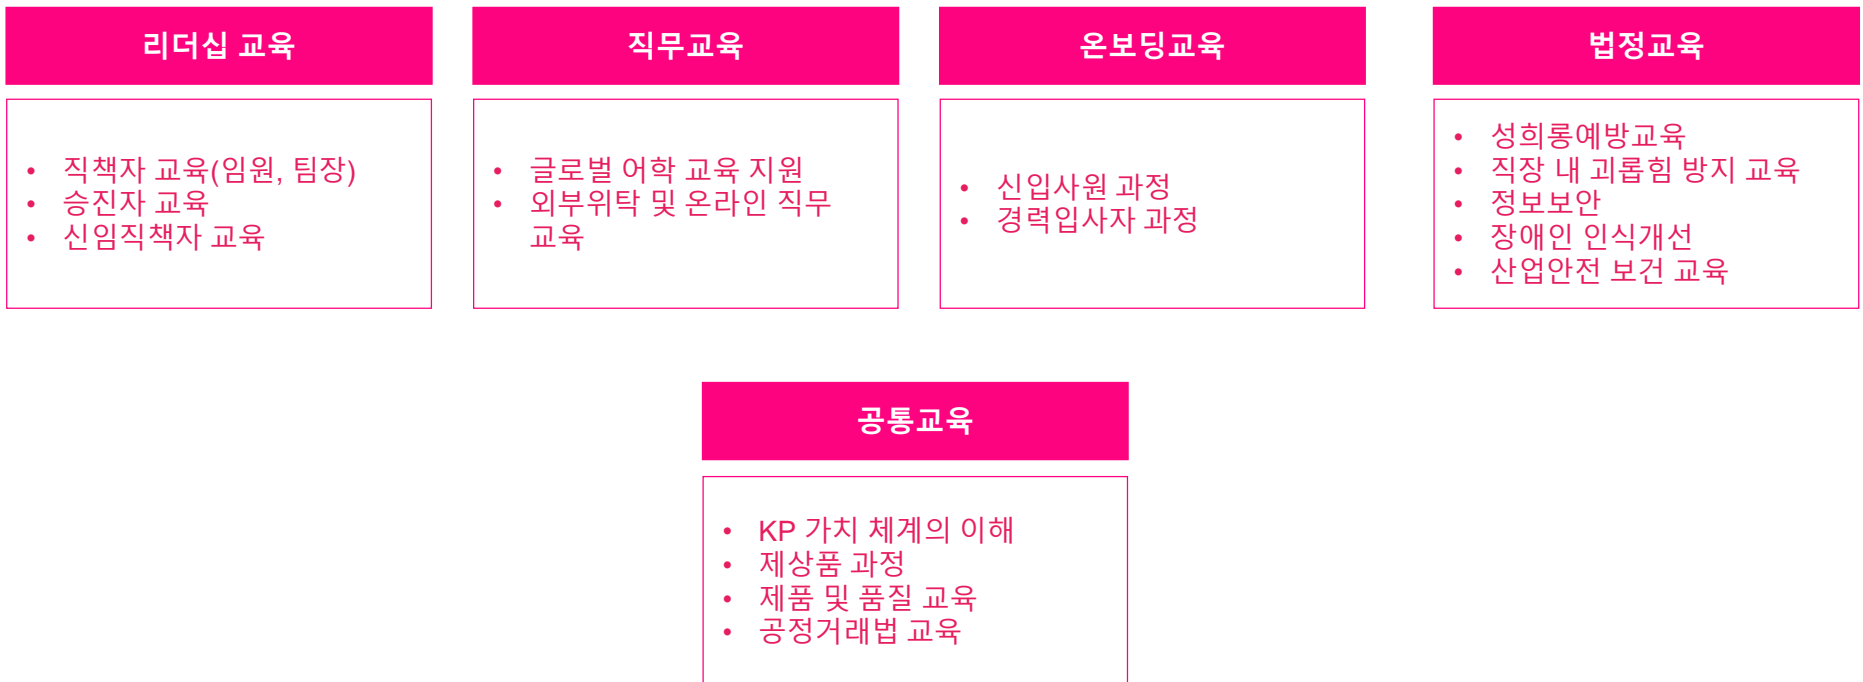 리더십 교육
• 직책자 교육(임원, 팀장)
• 승진자 교육
• 신임직책자 교육
직무교육
• 글로벌 어학 교육 지원
• 외부위탁 및 온라인 직무
교육
온보딩교육
• 신입사원 과정
• 경력입사자 과정
법정교육
• 성희롱예방교육
• 직장 내 괴롭힘 방지 교육
• 정보보안
• 장애인 인식개선
• 산업안전 보건 교육
공통교육
• KP 가치 체계의 이해
• 제상품 과정
• 제품 및 품질 교육
• 공정거래법 교육